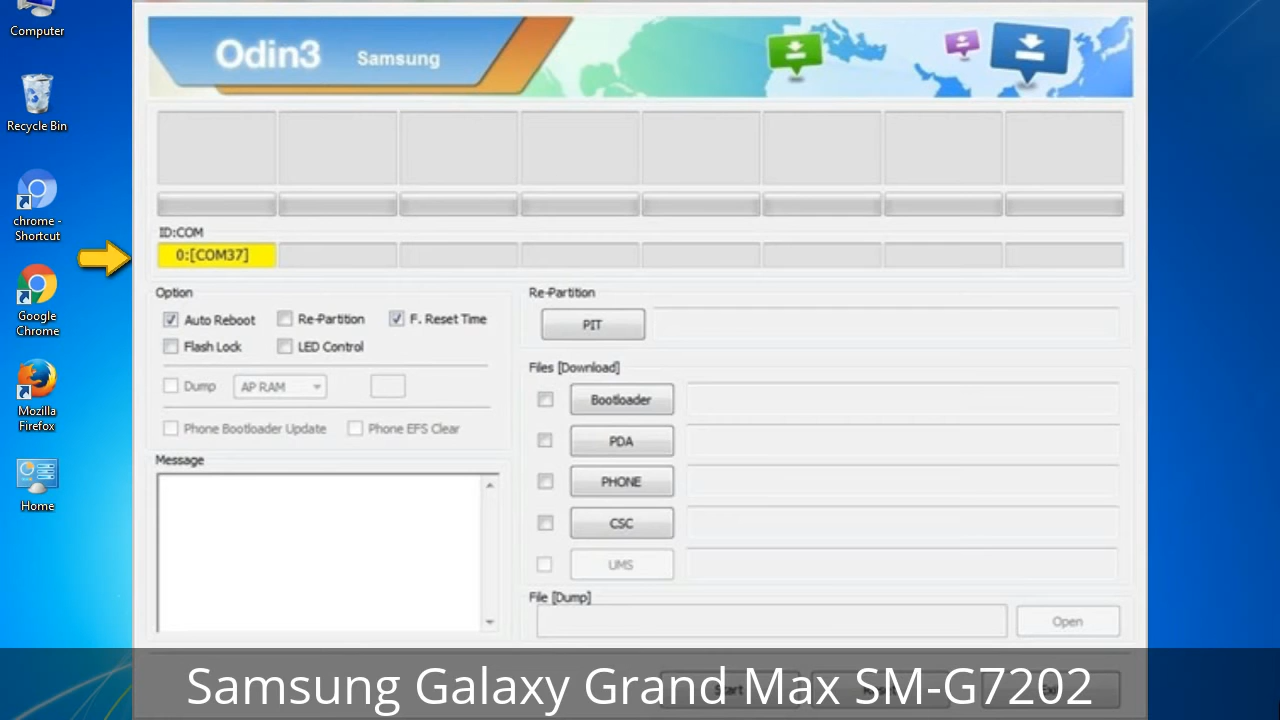 Computer
Recycle Bin
chrome -
Shortcut
Google
Chrome
Mozilla
Firefox
Home
Odin3 Samsung
ID:COM
0:[COM37]
Option
Auto Reboot Re-Partition F. Reset Time
Flash Lock LED Control
Dump AP RAM
Phone Bootloader Update Phone EFS Clear
Message
Re-Partition
PIT
Files [Download]
Bootloader
PDA
PHONE
CSC
UMS
File [Dump]
Open
Start
Samsung Galaxy Grand Max SM-G7202